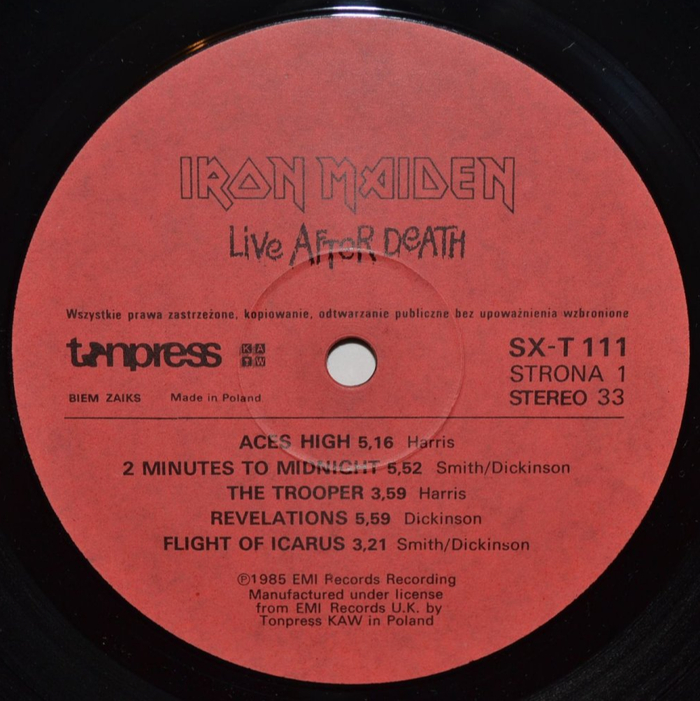 IRON MAIDEN
Live AFTeR DeATH
Wszystkie prawa zastrzeżone, kopiowanie, odtwarzanie publiczne bez upoważnienia wzbronione
tonpress KA TW SX-T 111
STRONA 1
BIEM ZAIKS Made in Poland STEREO 33
ACES HIGH 5,16 Harris
2 MINUTES TO MIDNIGHT 5,52 Smith/Dickinson
THE TROOPER 3,59 Harris
REVELATIONS 5,59 Dickinson
FLIGHT OF ICARUS 3,21 Smith/Dickinson
Ⓟ1985 EMI Records Recording
Manufactured under license
from EMI Records U.K. by
Tonpress KAW in Poland